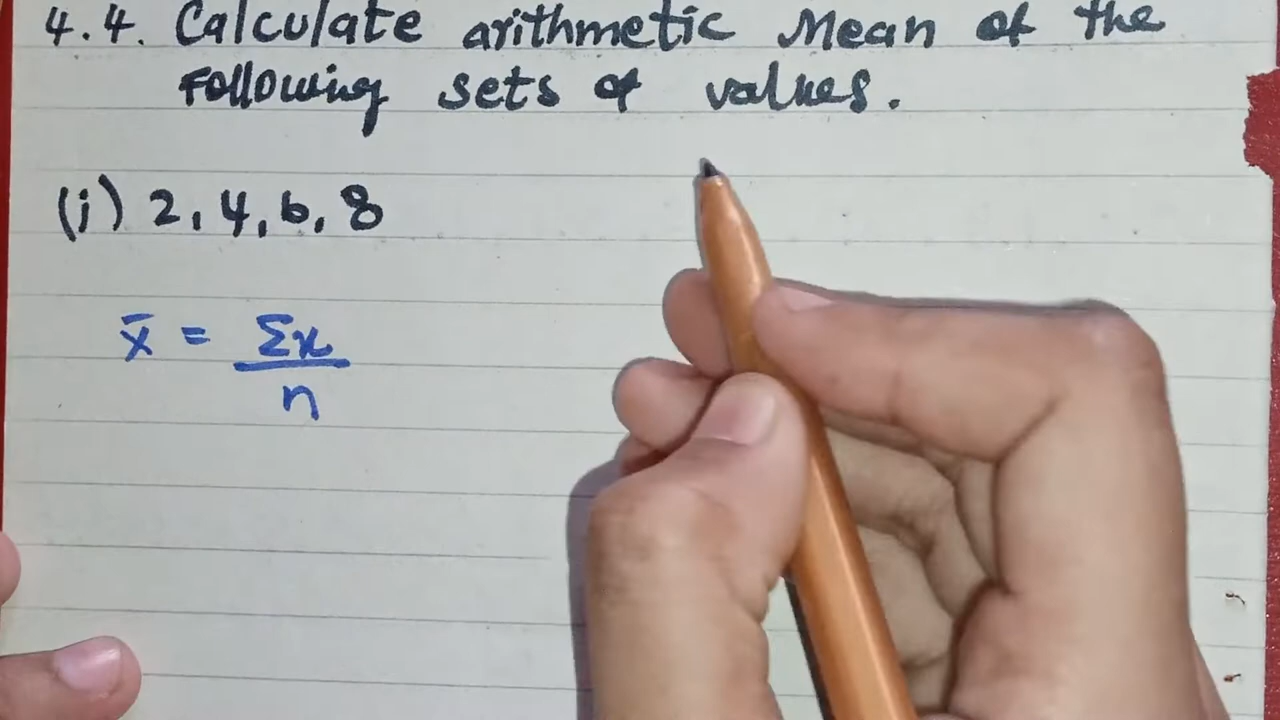 4.4. Calculate arithmetic Mean of the
Following sets of values.
(i) 2, 4, 6, 8
x̄ = Σx
n